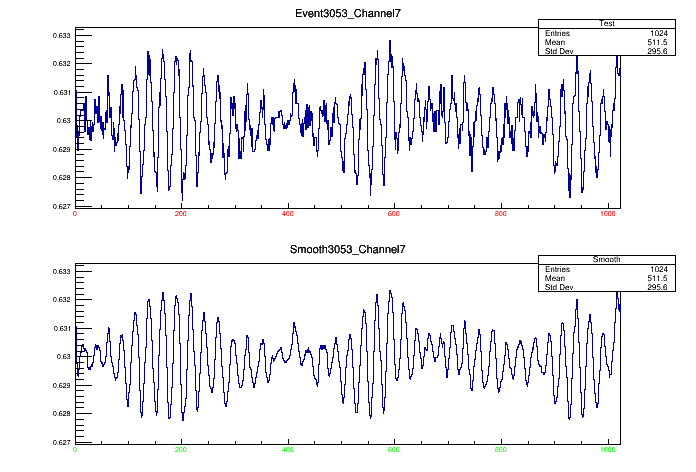 Event3053_Channel7
Test
Entries 1024
Mean 511.5
Std Dev 295.6
0.633
0.632
0.631
0.63
0.629
0.628
0.627
0 200 400 600 800 1000
Smooth3053_Channel7
Smooth
Entries 1024
Mean 511.5
Std Dev 295.6
0.633
0.632
0.631
0.63
0.629
0.628
0.627
0 200 400 600 800 1000